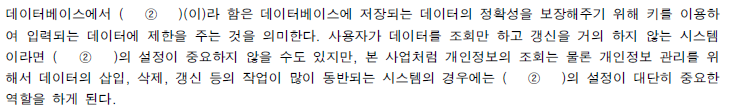 데이터베이스에서 ( ② )(이)라 함은 데이터베이스에 저장되는 데이터의 정확성을 보장해주기 위해 키를 이용하
여 입력되는 데이터에 제한을 주는 것을 의미한다. 사용자가 데이터를 조회만 하고 갱신을 거의 하지 않는 시스템
이라면 ( ② )의 설정이 중요하지 않을 수도 있지만, 본 사업처럼 개인정보의 조회는 물론 개인정보 관리를 위
해서 데이터의 삽입, 삭제, 갱신 등의 작업이 많이 동반되는 시스템의 경우에는 ( ② )의 설정이 대단히 중요한
역할을 하게 된다.